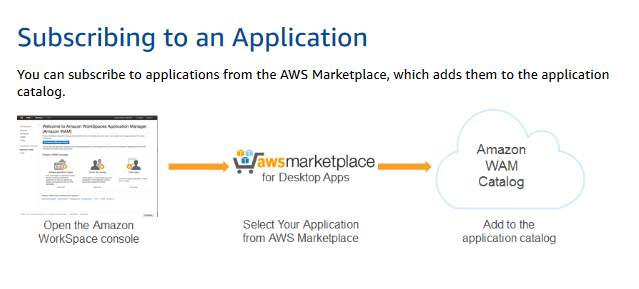 Subscribing to an Application
You can subscribe to applications from the AWS Marketplace, which adds them to the application
catalog.
Welcome to Amazon WorkSpaces Application Manager
(Amazon WAM)
awsmarketplace
for Desktop Apps
Amazon
WAM
Catalog
Open the Amazon
WorkSpace console
Select Your Application
from AWS Marketplace
Add to the
application catalog